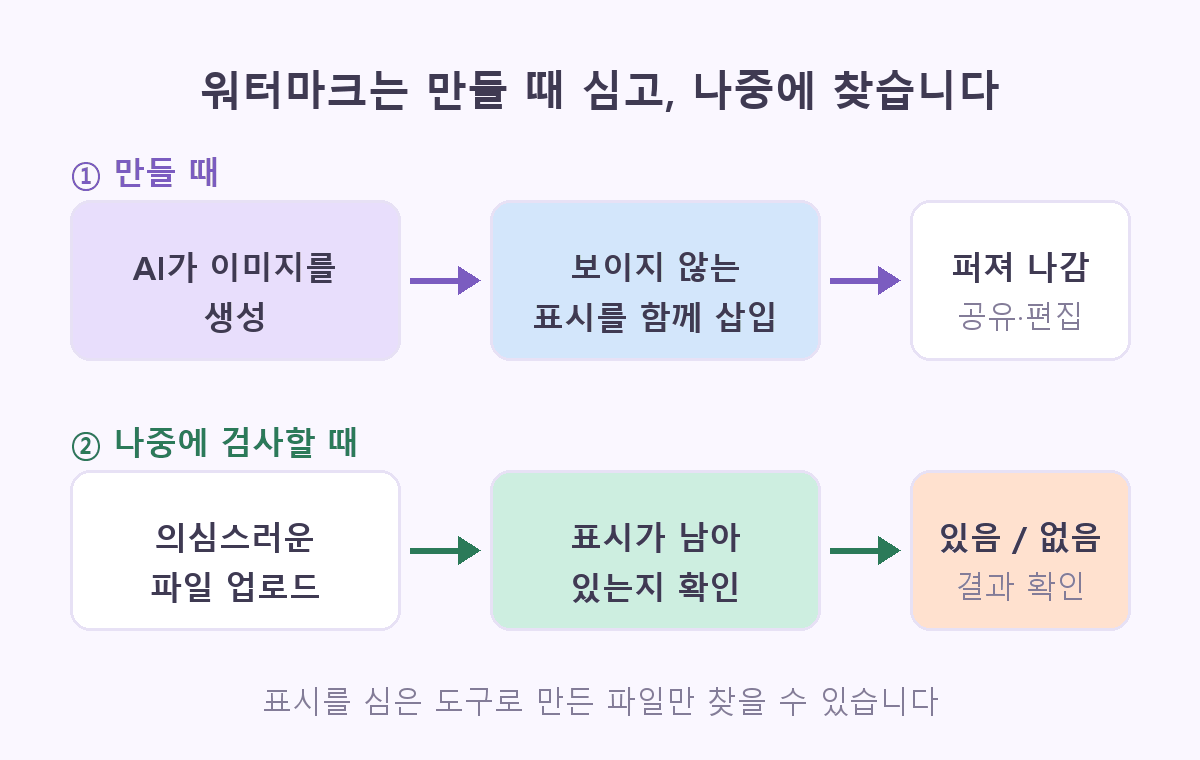 워터마크는 만들 때 심고, 나중에 찾습니다
① 만들 때
AI가 이미지를
생성
보이지 않는
표시를 함께 삽입
퍼져 나감
공유·편집
② 나중에 검사할 때
의심스러운
파일 업로드
표시가 남아
있는지 확인
있음 / 없음
결과 확인
표시를 심은 도구로 만든 파일만 찾을 수 있습니다